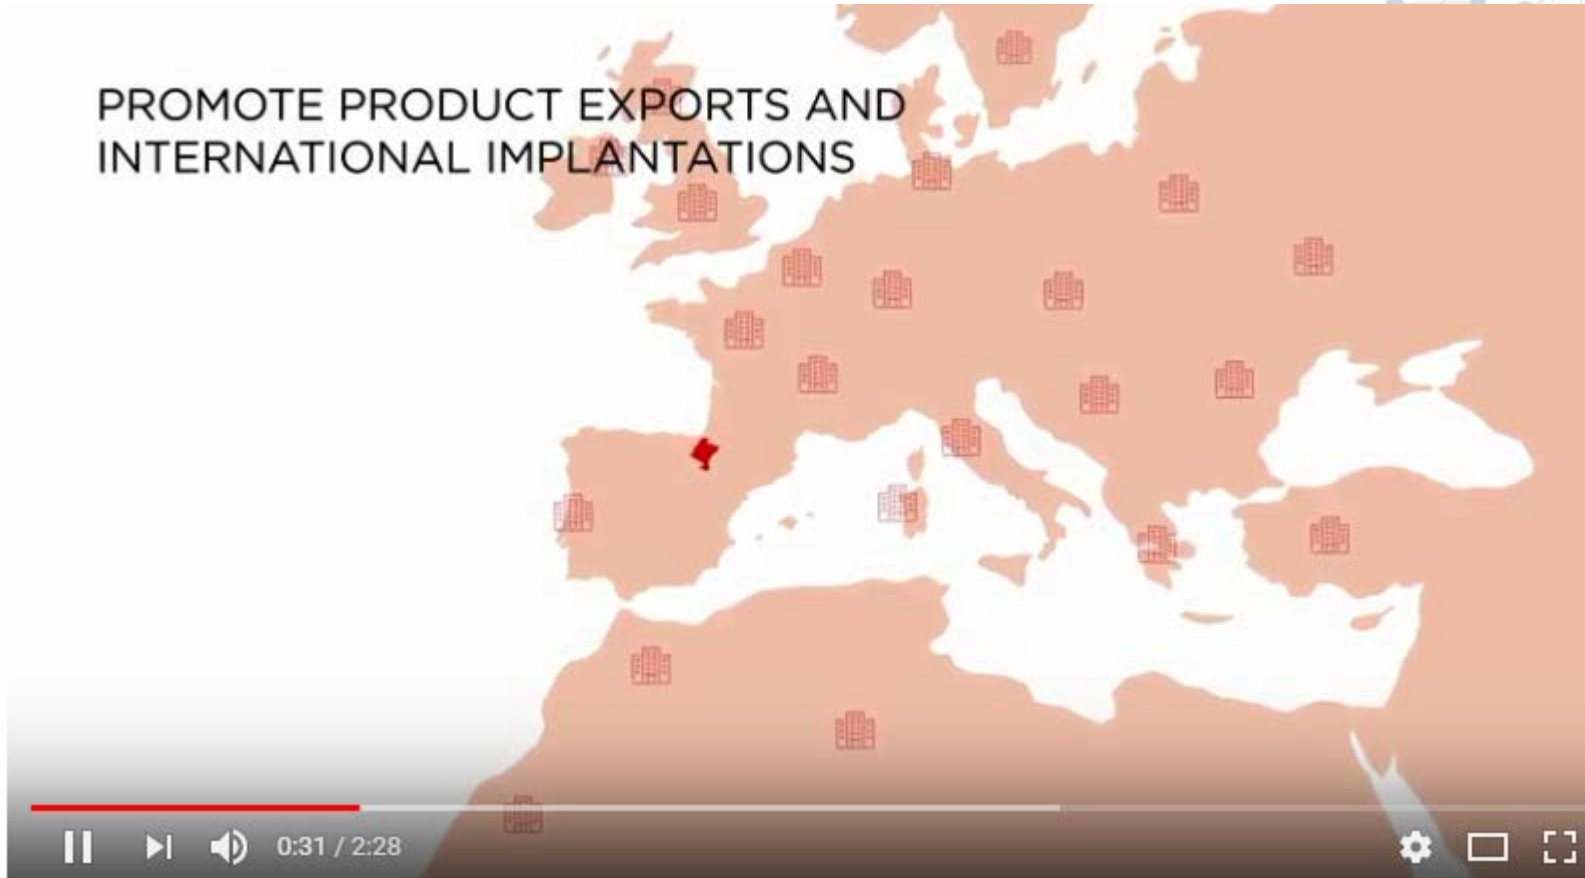 PROMOTE PRODUCT EXPORTS AND
INTERNATIONAL IMPLANTATIONS
0:31 / 2:28